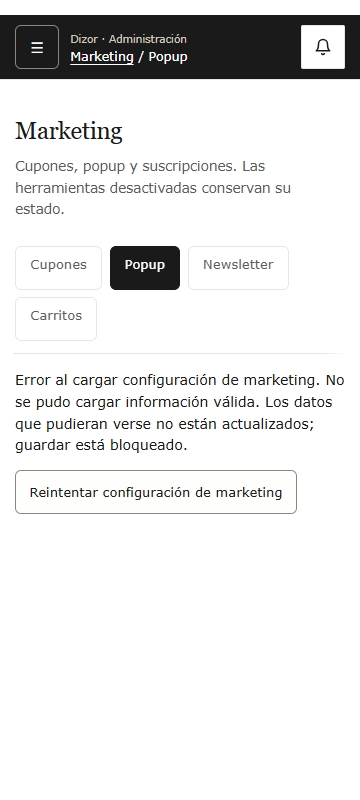 Dizor · Administración
Marketing / Popup
Marketing
Cupones, popup y suscripciones. Las
herramientas desactivadas conservan su
estado.
Cupones
Popup
Newsletter
Carritos
Error al cargar configuración de marketing. No
se pudo cargar información válida. Los datos
que pudieran verse no están actualizados;
guardar está bloqueado.
Reintentar configuración de marketing